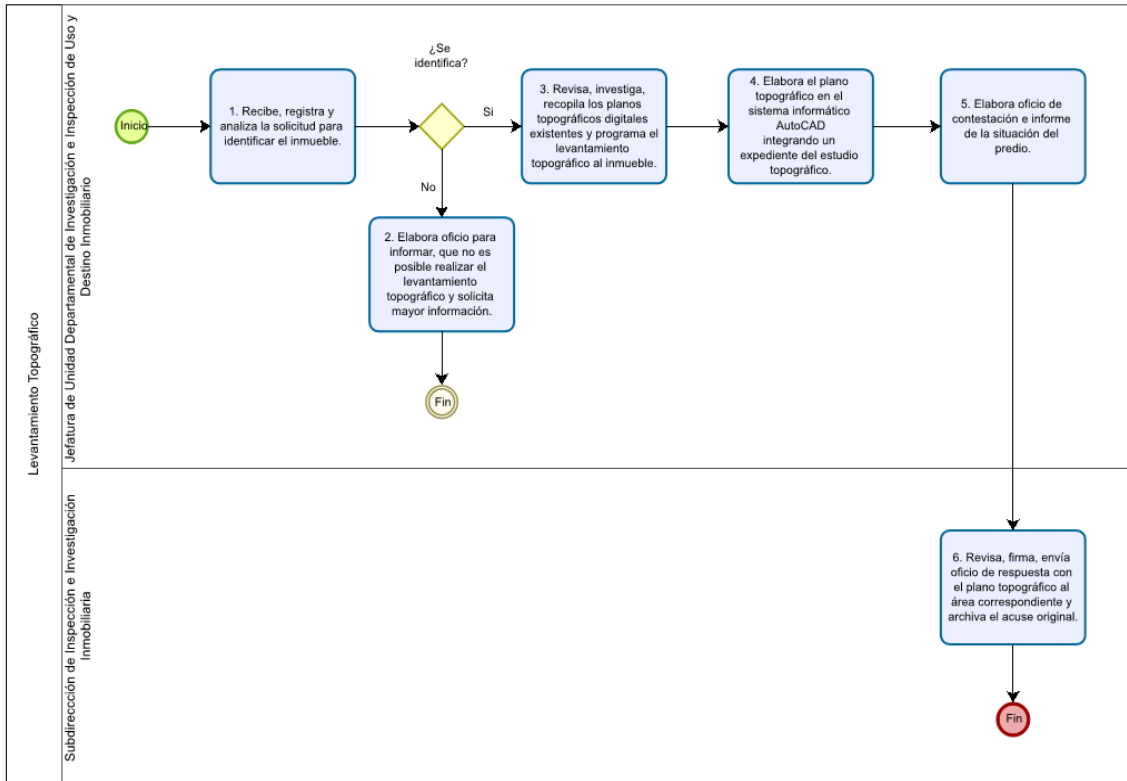 Levantamiento Topográfico
Jefatura de Unidad Departamental de Investigación e Inspección de Uso y
Destino Inmobiliario
Inicio
1. Recibe, registra y
analiza la solicitud para
identificar el inmueble.
¿Se
identifica?
Si
No
2. Elabora oficio para
informar, que no es
posible realizar el
levantamiento
topográfico y solicita
mayor información.
Fin
3. Revisa, investiga,
recopila los planos
topográficos digitales
existentes y programa el
levantamiento
topográfico al inmueble.
4. Elabora el plano
topográfico en el
sistema informático
AutoCAD
integrando un
expediente del estudio
topográfico.
5. Elabora oficio de
contestación e informe
de la situación del
predio.
Subdireccción de Inspección e Investigación
Inmobiliaria
6. Revisa, firma, envía
oficio de respuesta con
el plano topográfico al
área correspondiente y
archiva el acuse original.
Fin